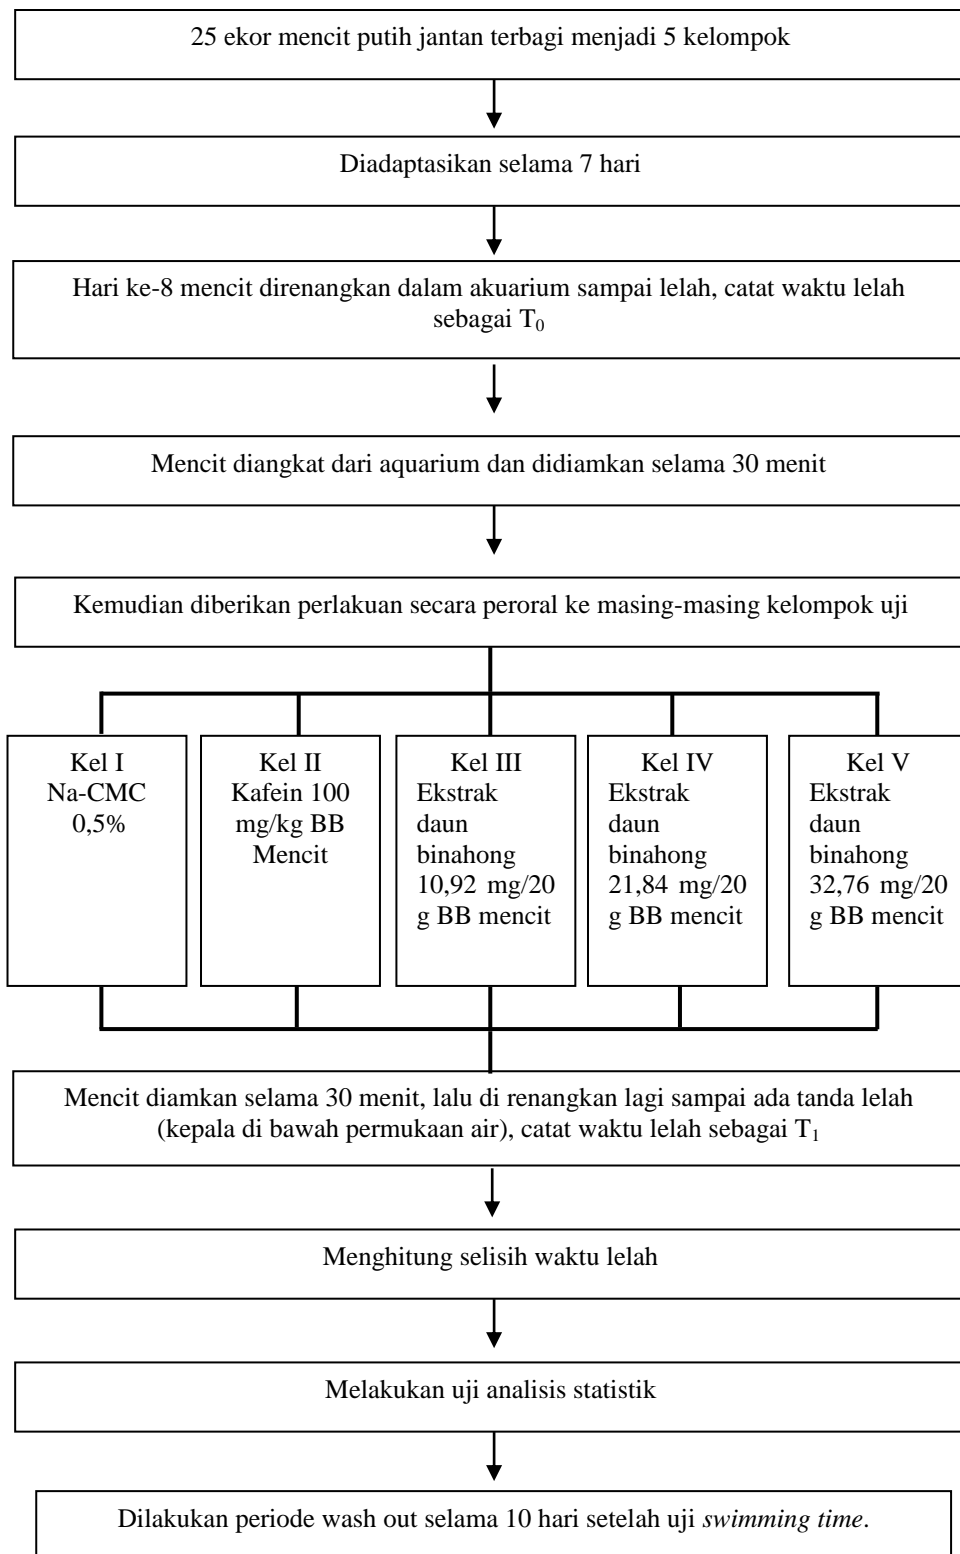 25 ekor mencit putih jantan terbagi menjadi 5 kelompok
Diadaptasikan selama 7 hari
Hari ke-8 mencit direnangkan dalam akuarium sampai lelah, catat waktu lelah
sebagai T₀
Mencit diangkat dari aquarium dan didiamkan selama 30 menit
Kemudian diberikan perlakuan secara peroral ke masing-masing kelompok uji
Kel I
Na-CMC
0,5%
Kel II
Kafein 100
mg/kg BB
Mencit
Kel III
Ekstrak
daun
binahong
10,92 mg/20
g BB mencit
Kel IV
Ekstrak
daun
binahong
21,84 mg/20
g BB mencit
Kel V
Ekstrak
daun
binahong
32,76 mg/20
g BB mencit
Mencit diamkan selama 30 menit, lalu di renangkan lagi sampai ada tanda lelah
(kepala di bawah permukaan air), catat waktu lelah sebagai T₁
Menghitung selisih waktu lelah
Melakukan uji analisis statistik
Dilakukan periode wash out selama 10 hari setelah uji swimming time.